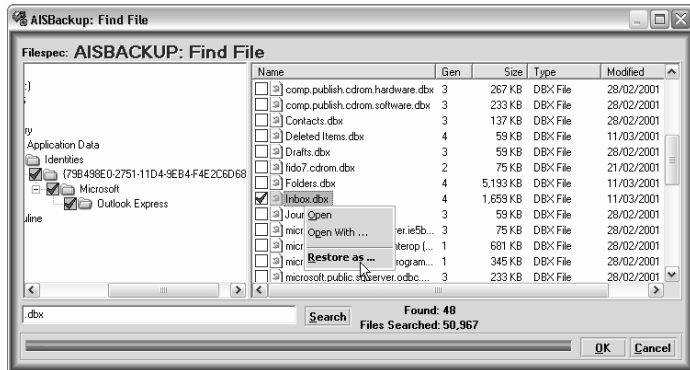 AISBackup: Find File
Filespec: AISBACKUP: Find File
Name Gen Size Type Modified
:)
Application Data
Identities
{79B498E0-2751-11D4-9EB4-F4E2C6D68
Microsoft
Outlook Express
uline
comp.publish.cdrom.hardware.dbx 3 267 KB DBX File 28/02/2001
comp.publish.cdrom.software.dbx 3 233 KB DBX File 28/02/2001
Contacts.dbx 3 137 KB DBX File 28/02/2001
Deleted Items.dbx 4 59 KB DBX File 11/03/2001
Drafts.dbx 3 59 KB DBX File 28/02/2001
fido7.cdrom.dbx 2 75 KB DBX File 21/02/2001
Folders.dbx 4 5,193 KB DBX File 11/03/2001
Inbox.dbx 4 1,659 KB DBX File 11/03/2001
Jour 3 59 KB DBX File 28/02/2001
micr er.ie5b... 3 75 KB DBX File 28/02/2001
micr terop (... 1 681 KB DBX File 28/02/2001
micr rogram... 1 345 KB DBX File 28/02/2001
microsoft.public.sqlserver.odbc.... 3 233 KB DBX File 28/02/2001
Open
Open With ...
Restore as ...
.dbx
Search
Found: 48
Files Searched: 50,967
OK Cancel